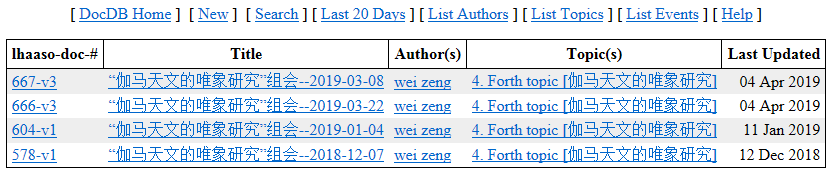 [ DocDB Home ] [ New ] [ Search ] [ Last 20 Days ] [ List Authors ] [ List Topics ] [ List Events ] [ Help ]
lhaaso-doc-# Title Author(s) Topic(s) Last Updated
667-v3 “伽马天文的唯象研究”组会--2019-03-08 wei zeng 4. Forth topic [伽马天文的唯象研究] 04 Apr 2019
666-v3 “伽马天文的唯象研究”组会--2019-03-22 wei zeng 4. Forth topic [伽马天文的唯象研究] 04 Apr 2019
604-v1 “伽马天文的唯象研究”组会--2019-01-04 wei zeng 4. Forth topic [伽马天文的唯象研究] 11 Jan 2019
578-v1 “伽马天文的唯象研究”组会--2018-12-07 wei zeng 4. Forth topic [伽马天文的唯象研究] 12 Dec 2018